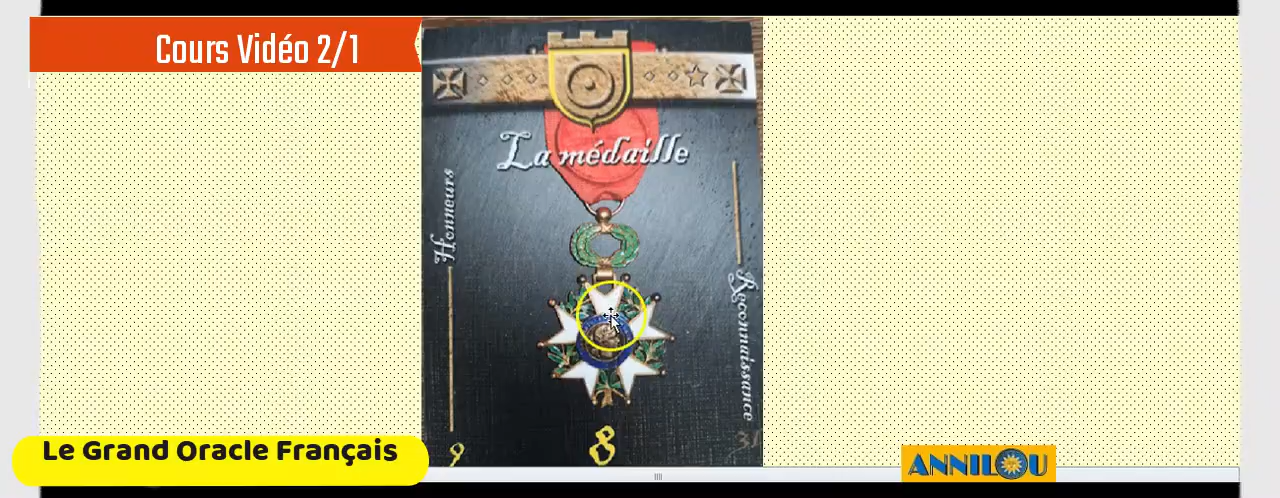 Cours Vidéo 2/1
La médaille
Honneurs
Reconnaissance
9
8
31
Le Grand Oracle Français
ANNILOU